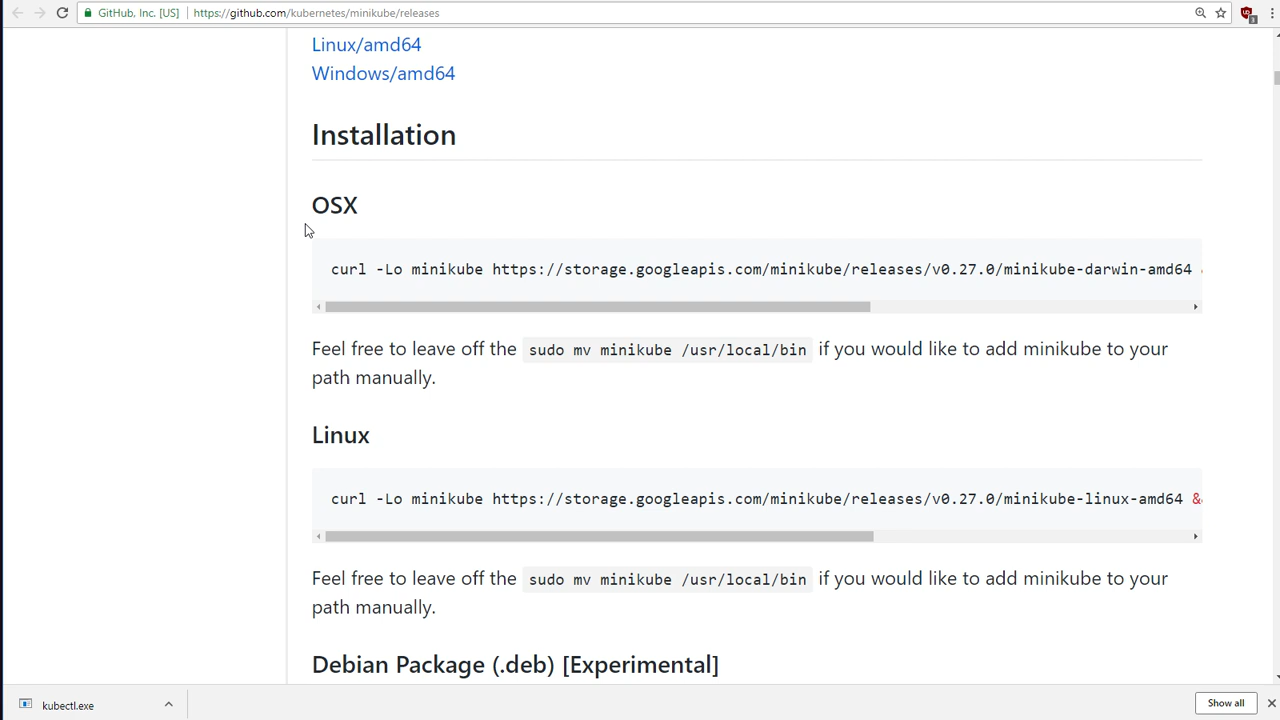 GitHub, Inc. [US] https://github.com/kubernetes/minikube/releases
Linux/amd64
Windows/amd64
Installation
OSX
curl -Lo minikube https://storage.googleapis.com/minikube/releases/v0.27.0/minikube-darwin-amd64
Feel free to leave off the sudo mv minikube /usr/local/bin if you would like to add minikube to your
path manually.
Linux
curl -Lo minikube https://storage.googleapis.com/minikube/releases/v0.27.0/minikube-linux-amd64 &
Feel free to leave off the sudo mv minikube /usr/local/bin if you would like to add minikube to your
path manually.
Debian Package (.deb) [Experimental]
kubectl.exe
Show all